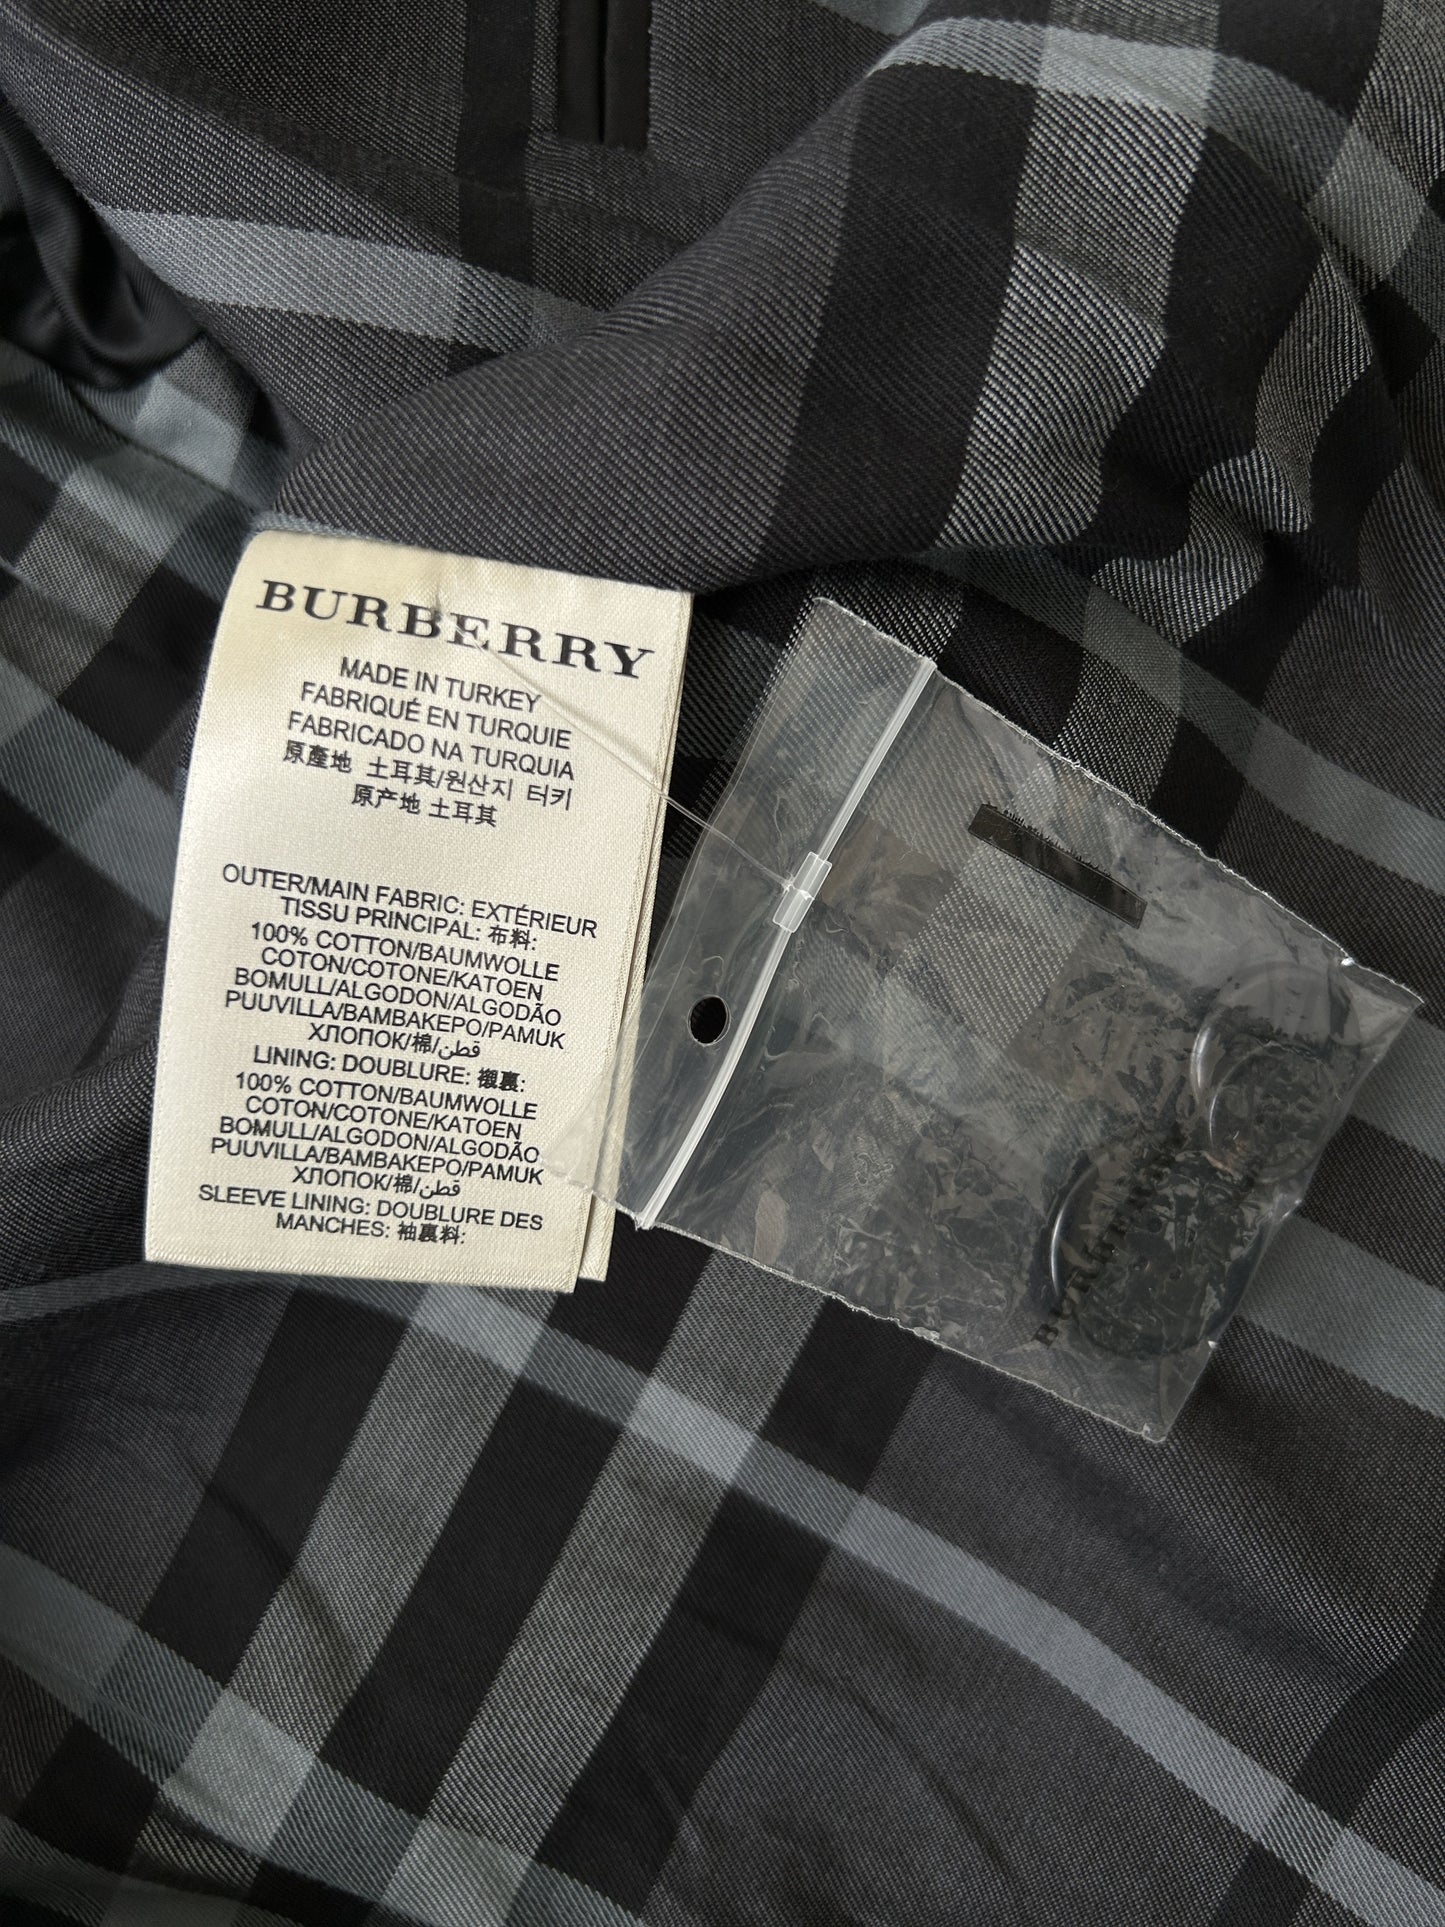 BURBERRY
MADE IN TURKEY
FABRIQUÉ EN TURQUIE
FABRICADO NA TURQUIA
原產地 土耳其/원산지 터키
原产地 土耳其
OUTER/MAIN FABRIC: EXTÉRIEUR
TISSU PRINCIPAL: 布料:
100% COTTON/BAUMWOLLE
COTON/COTONE/KATOEN
BOMULL/ALGODON/ALGODÃO
PUUVILLA/BAMBAKEPO/PAMUK
ХЛОПОК/棉/قطن
LINING: DOUBLURE: 襯裏:
100% COTTON/BAUMWOLLE
COTON/COTONE/KATOEN
BOMULL/ALGODON/ALGODÃO
PUUVILLA/BAMBAKEPO/PAMUK
ХЛОПОК/棉/قطن
SLEEVE LINING: DOUBLURE DES
MANCHES: 袖裏料:
BURBERRY